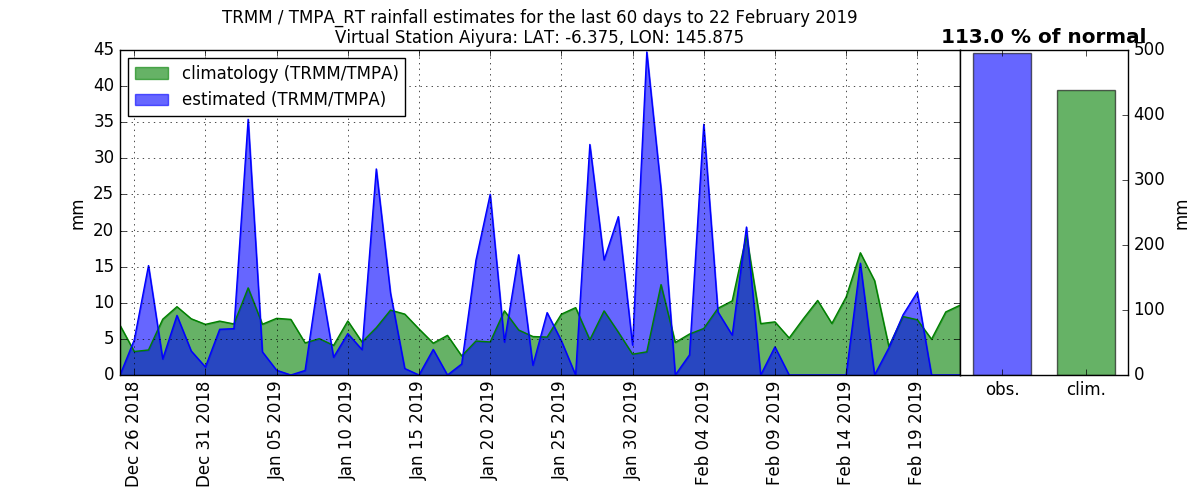 TRMM / TMPA_RT rainfall estimates for the last 60 days to 22 February 2019
Virtual Station Aiyura: LAT: -6.375, LON: 145.875
113.0 % of normal
climatology (TRMM/TMPA)
estimated (TRMM/TMPA)
45
40
35
30
25
20
15
10
5
0
mm
Dec 26 2018
Dec 31 2018
Jan 05 2019
Jan 10 2019
Jan 15 2019
Jan 20 2019
Jan 25 2019
Jan 30 2019
Feb 04 2019
Feb 09 2019
Feb 14 2019
Feb 19 2019
500
400
300
200
100
0
mm
obs.
clim.